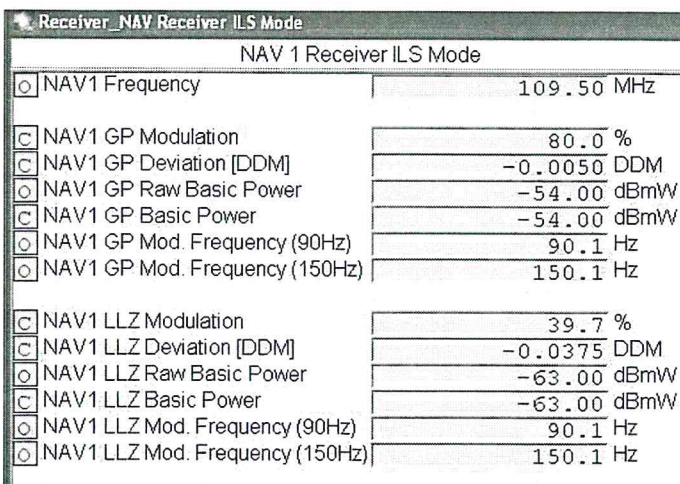 Receiver_NAV Receiver ILS Mode
NAV 1 Receiver ILS Mode
O NAV1 Frequency 109.50 MHz
C NAV1 GP Modulation 80.0 %
C NAV1 GP Deviation [DDM] -0.0050 DDM
O NAV1 GP Raw Basic Power -54.00 dBmW
C NAV1 GP Basic Power -54.00 dBmW
O NAV1 GP Mod. Frequency (90Hz) 90.1 Hz
O NAV1 GP Mod. Frequency (150Hz) 150.1 Hz
C NAV1 LLZ Modulation 39.7 %
C NAV1 LLZ Deviation [DDM] -0.0375 DDM
O NAV1 LLZ Raw Basic Power -63.00 dBmW
C NAV1 LLZ Basic Power -63.00 dBmW
O NAV1 LLZ Mod. Frequency (90Hz) 90.1 Hz
O NAV1 LLZ Mod. Frequency (150Hz) 150.1 Hz